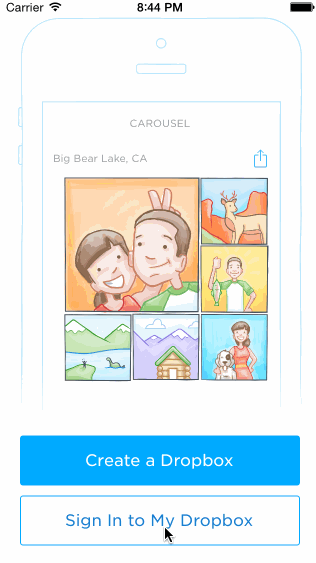 Carrier 8:44 PM
CAROUSEL
Big Bear Lake, CA
Create a Dropbox
Sign In to My Dropbox